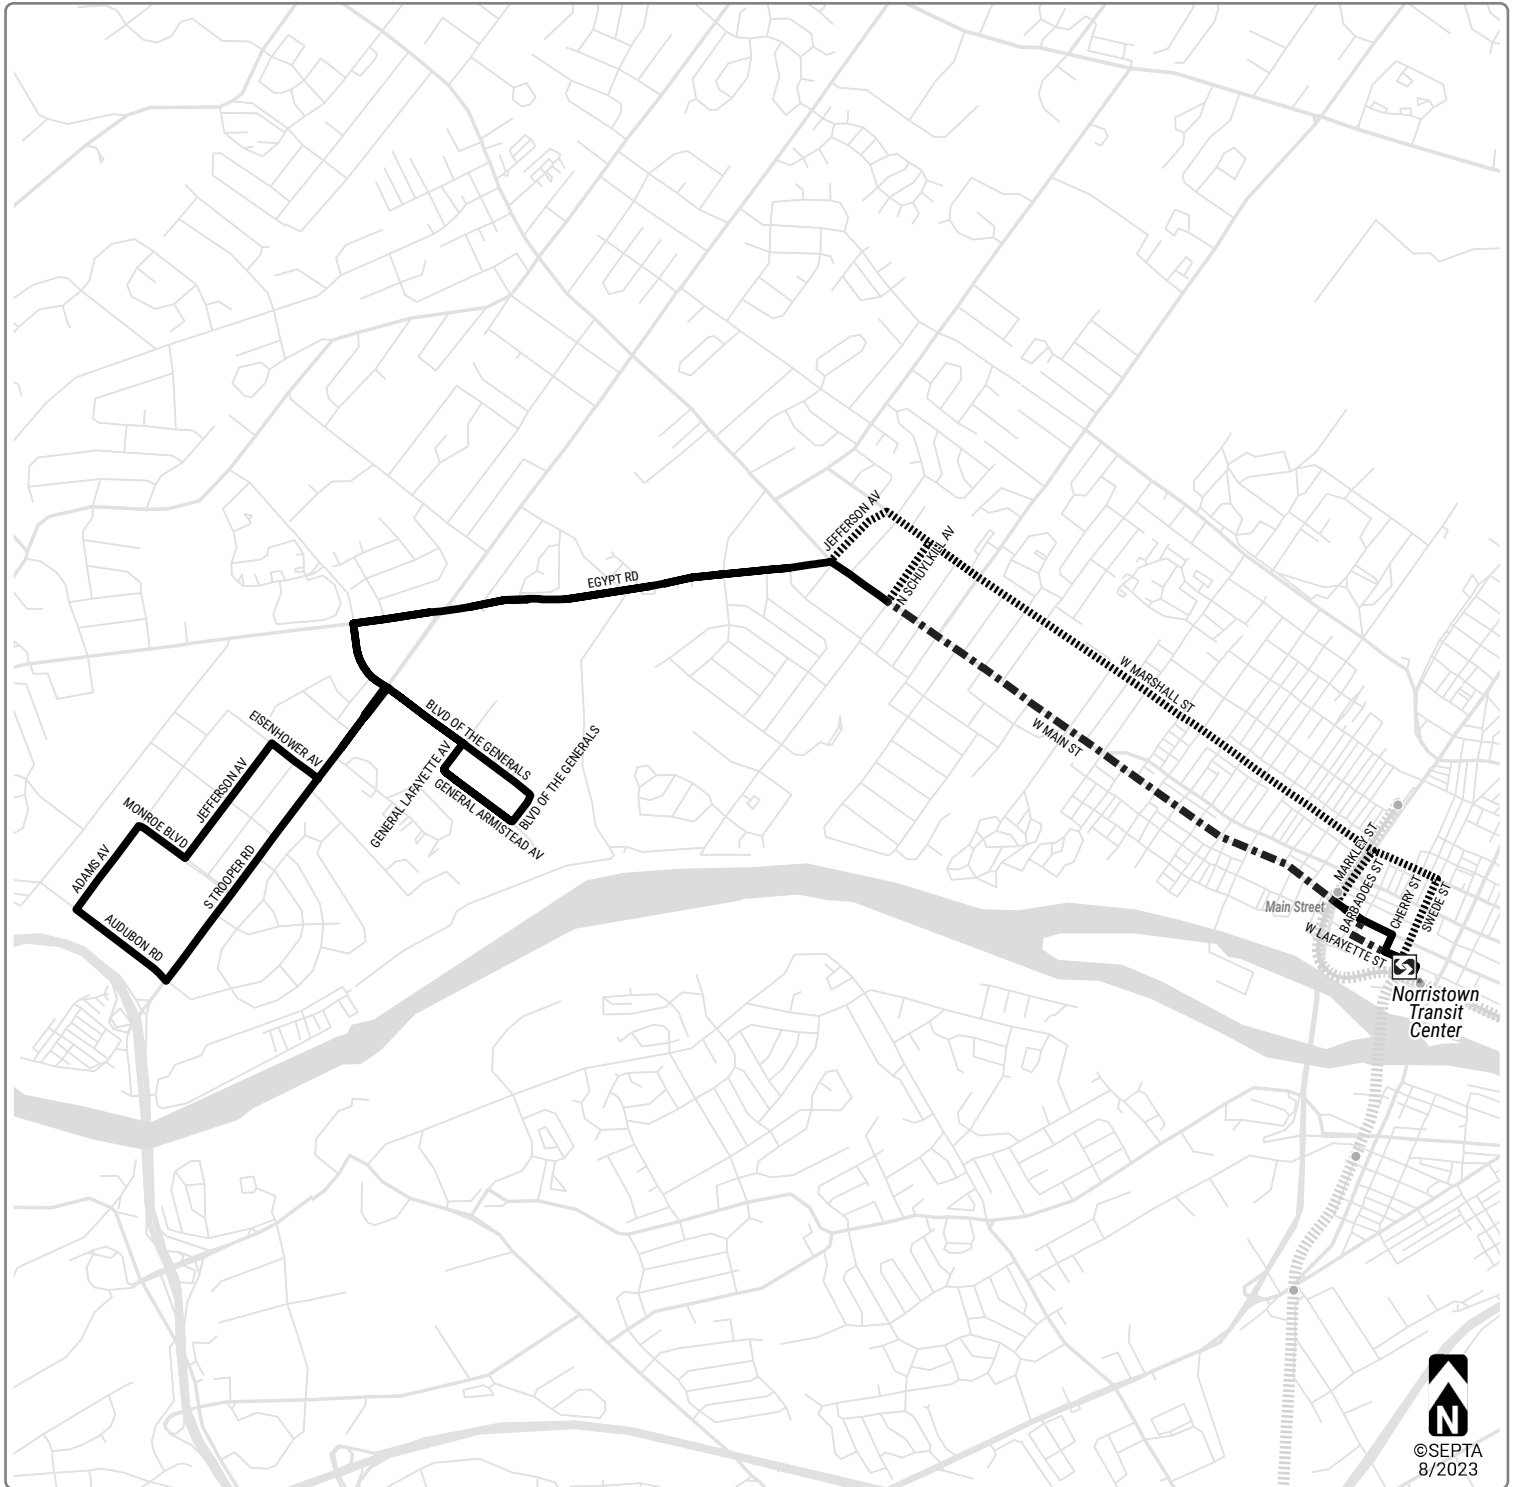 JEFFERSON AV
N SCHUYLKILL AV
EGYPT RD
W MARSHALL ST
W MAIN ST
BLVD OF THE GENERALS
BLVD OF THE GENERALS
GENERAL LAFAYETTE AV
GENERAL ARMISTEAD AV
EISENHOWER AV
JEFFERSON AV
MONROE BLVD
ADAMS AV
AUDUBON RD
S TROOPER RD
MARKLEY ST
BARBADOES ST
CHERRY ST
SWEDE ST
Main Street
W LAFAYETTE ST
Norristown
Transit
Center
N
©SEPTA
8/2023